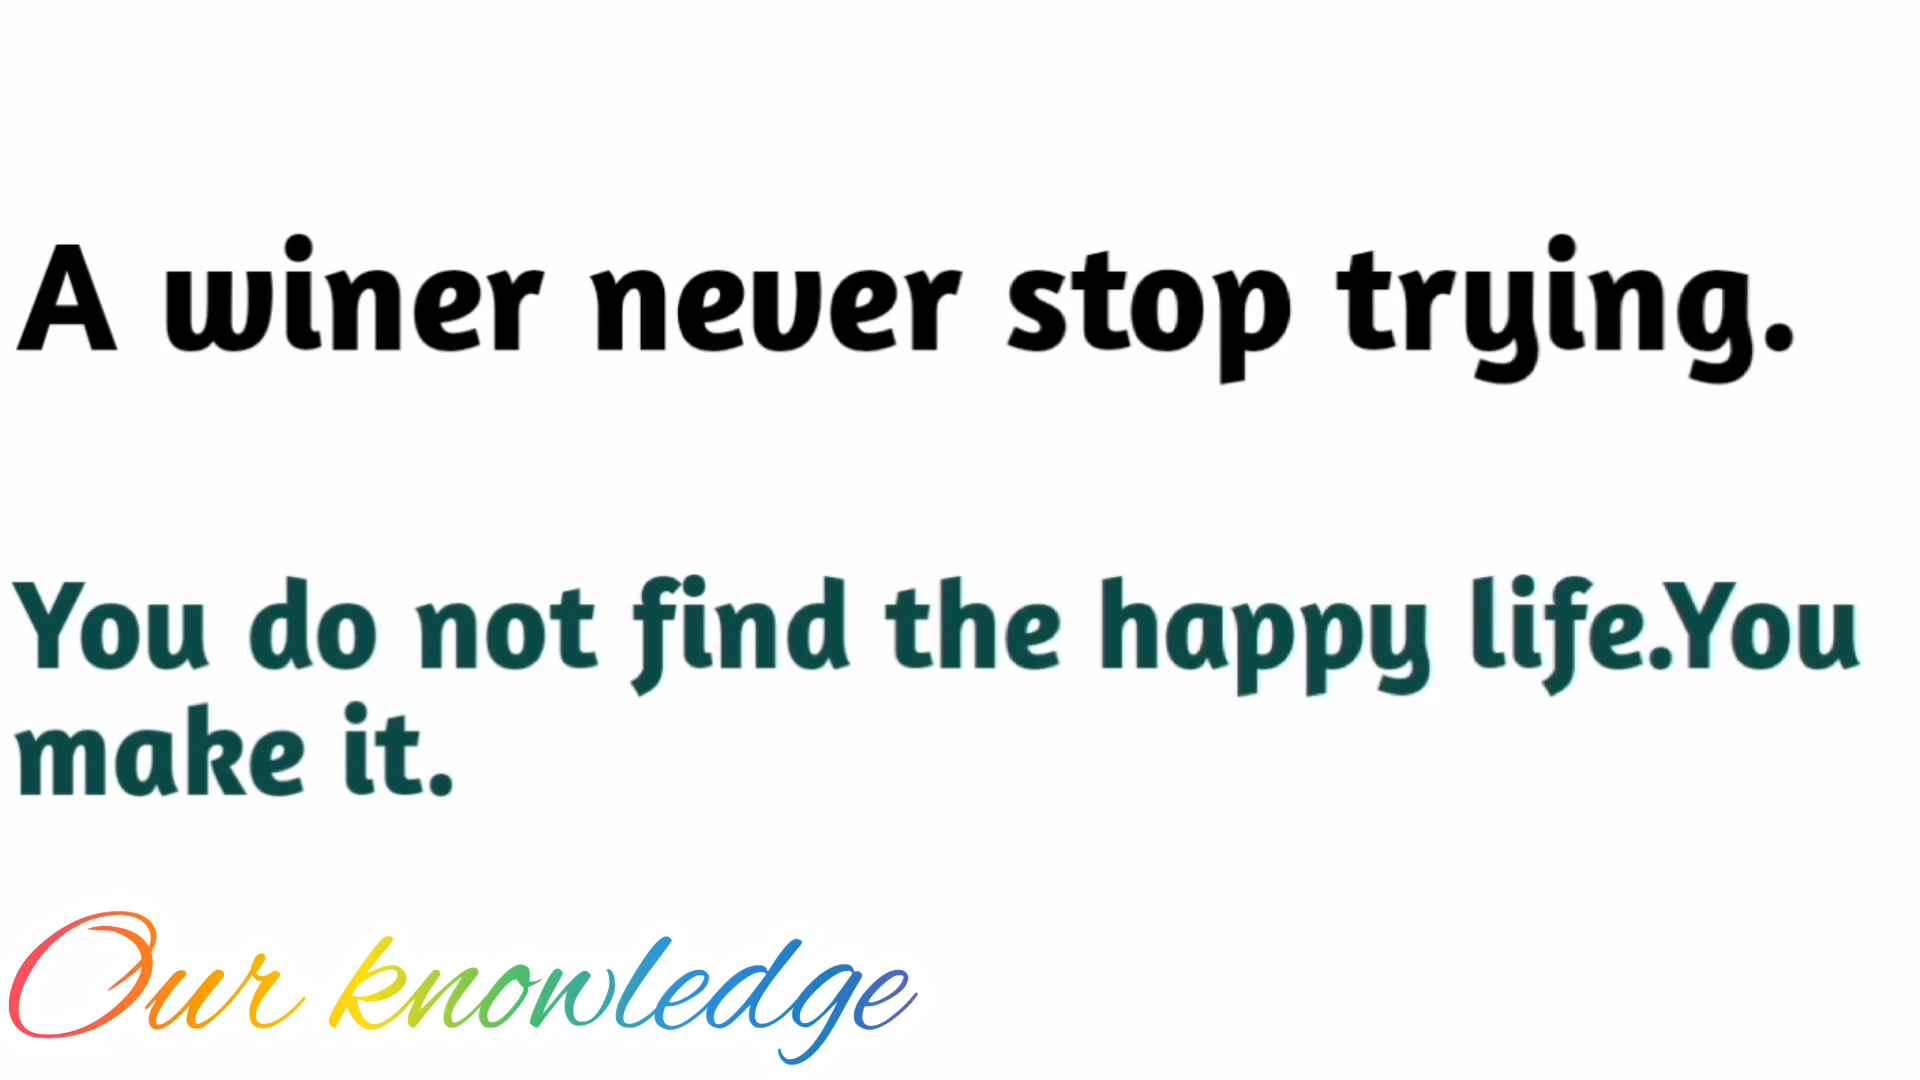 A winer never stop trying.
You do not find the happy life.You
make it.
Our knowledge